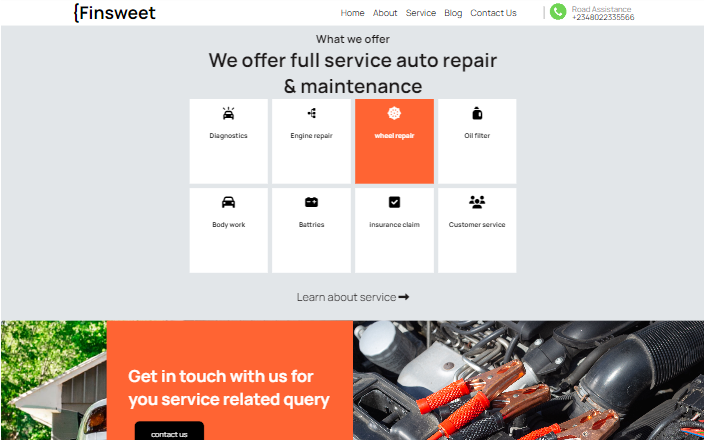 {Finsweet
Home About Service Blog Contact Us
Road Assistance
+2348022335566
What we offer
We offer full service auto repair
& maintenance
Diagnostics
Engine repair
wheel repair
Oil filter
Body work
Battries
insurance claim
Customer service
Learn about service
Get in touch with us for
you service related query
contact us